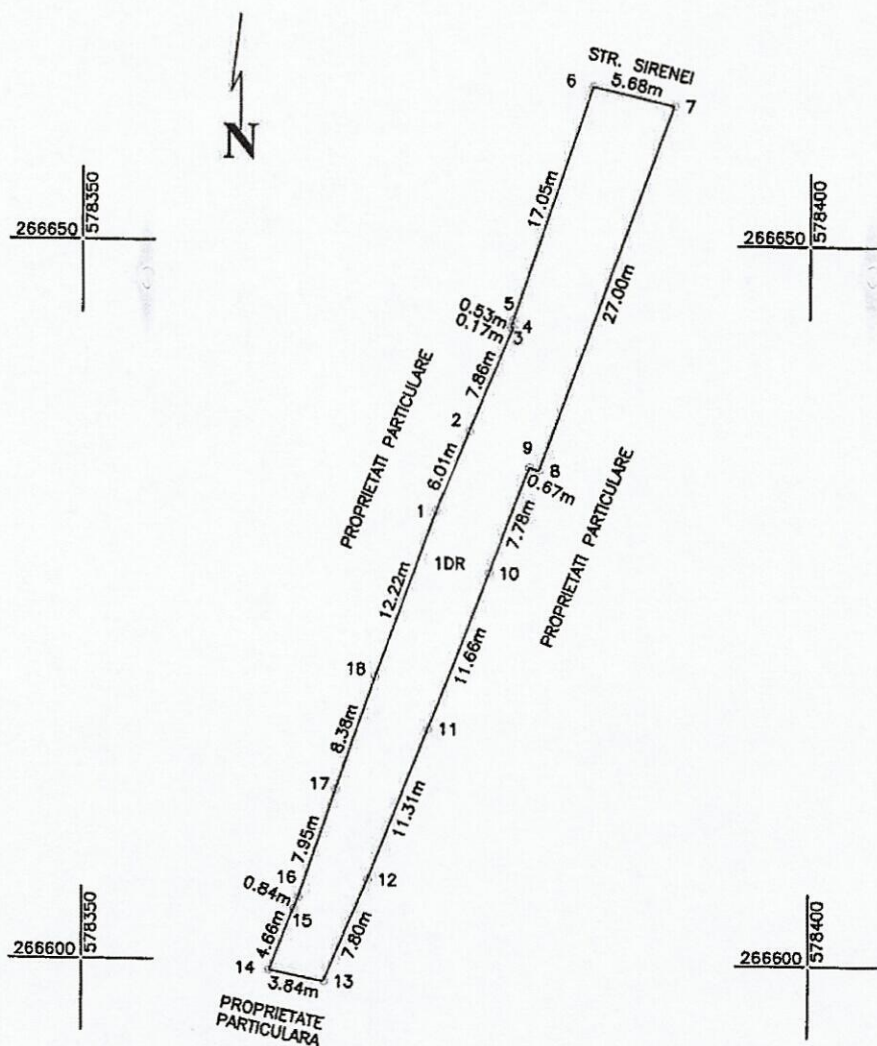 STR. SIRENEI
6
5.68m
7
N
578350
266650
578400
266650
17.05m
27.00m
5
0.53m
4
0.17m
3
PROPRIETATI PARTICULARE
7.86m
2
6.01m
9
8
0.67m
PROPRIETATI PARTICULARE
1
7.78m
1DR
10
12.22m
11.66m
18
11
8.38m
17
11.31m
7.95m
16
12
0.84m
15
578350
266600
578400
266600
4.66m
7.80m
14
3.84m
13
PROPRIETATE
PARTICULARA